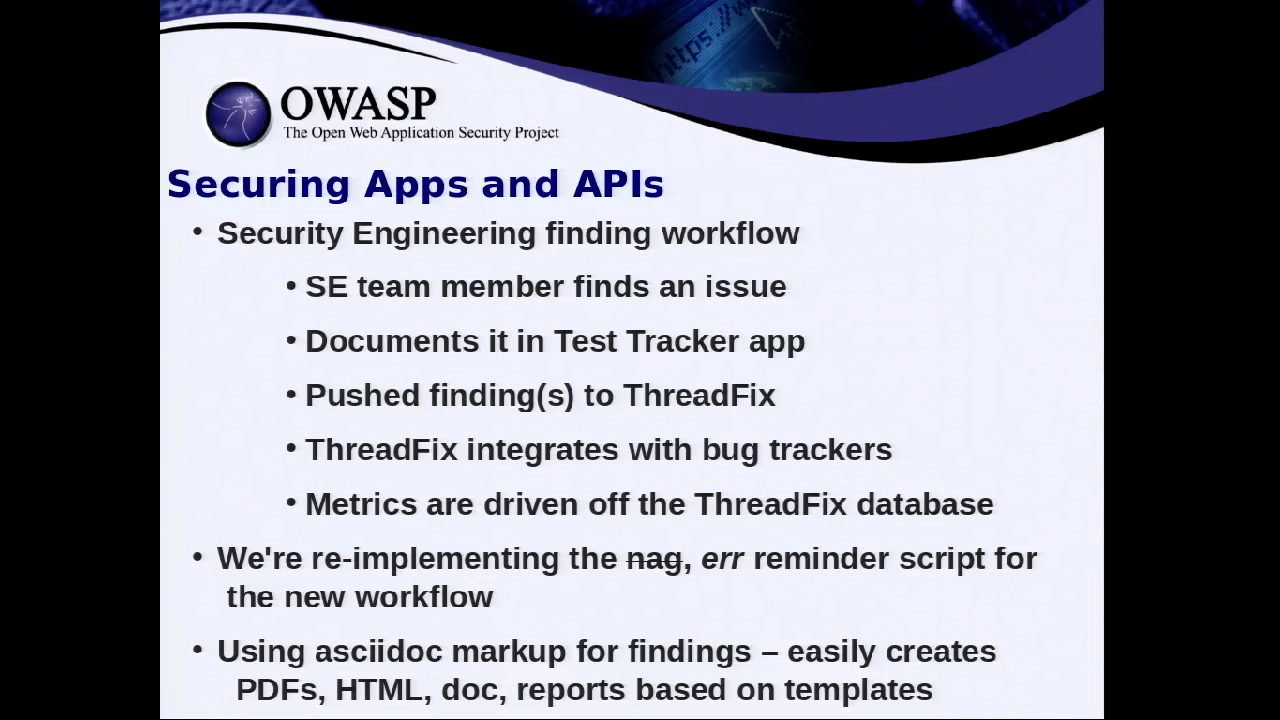 https://w
OWASP
The Open Web Application Security Project
Securing Apps and APIs
• Security Engineering finding workflow
• SE team member finds an issue
• Documents it in Test Tracker app
• Pushed finding(s) to ThreadFix
• ThreadFix integrates with bug trackers
• Metrics are driven off the ThreadFix database
• We're re-implementing the nag, err reminder script for
the new workflow
• Using asciidoc markup for findings – easily creates
PDFs, HTML, doc, reports based on templates